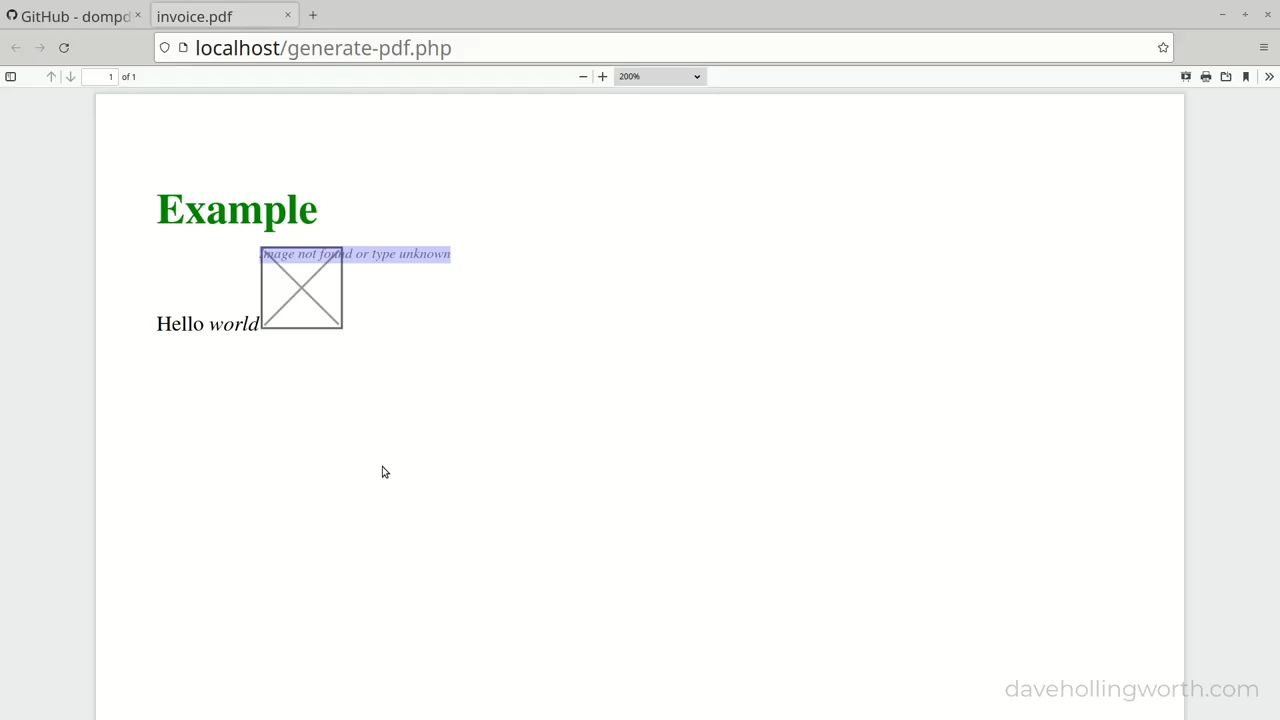 GitHub - dompd
invoice.pdf
localhost/generate-pdf.php
1 of 1
200%
Example
Image not found or type unknown
Hello world
davehollingworth.com